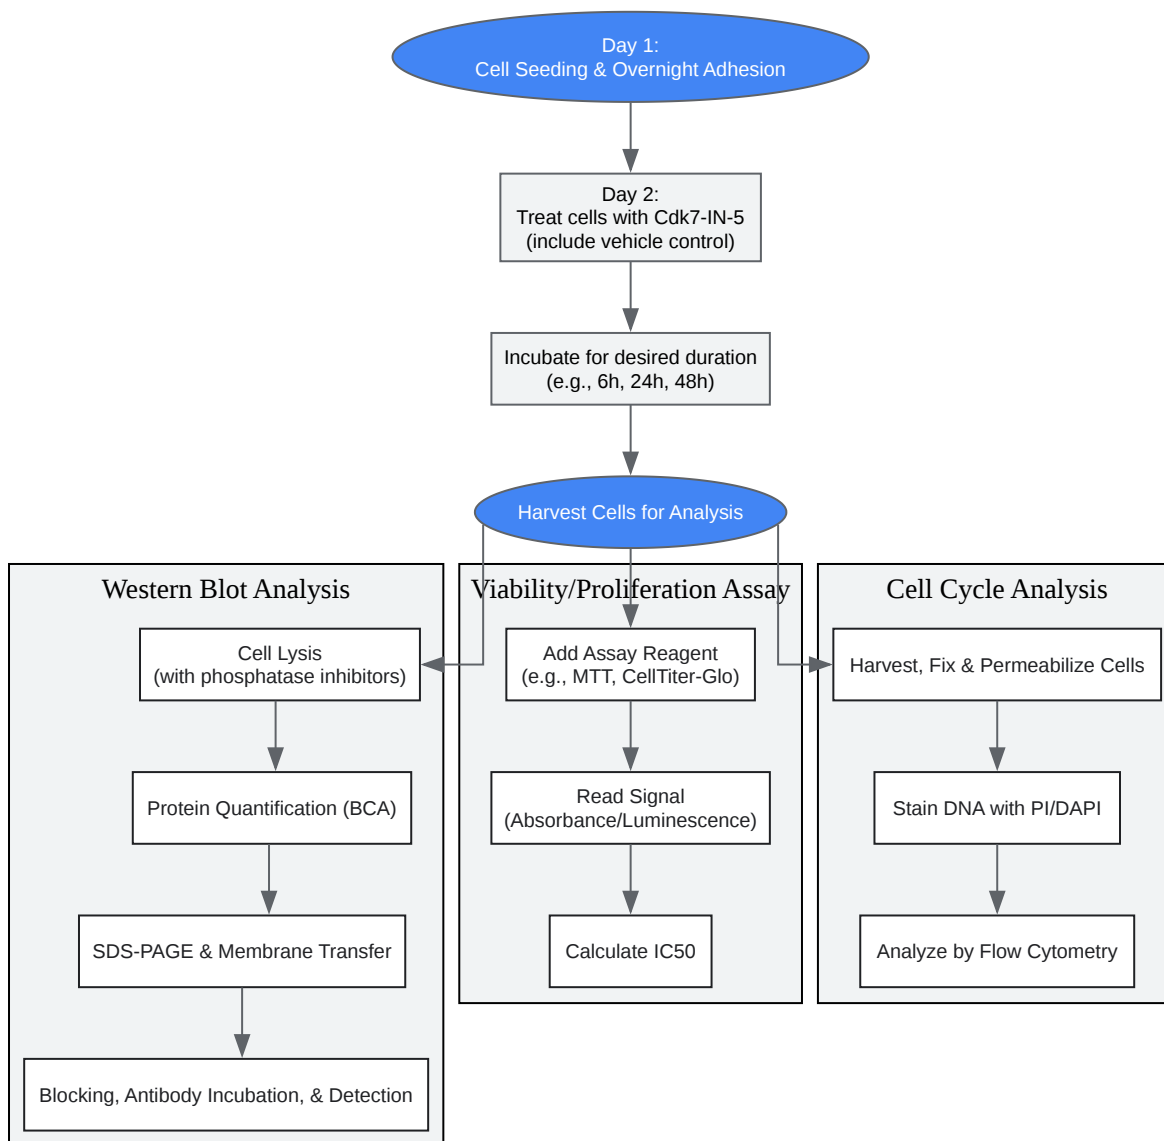 Day 1:
Cell Seeding & Overnight Adhesion
Day 2:
Treat cells with Cdk7-IN-5
(include vehicle control)
Incubate for desired duration
(e.g., 6h, 24h, 48h)
Harvest Cells for Analysis
Western Blot Analysis
Cell Lysis
(with phosphatase inhibitors)
Protein Quantification (BCA)
SDS-PAGE & Membrane Transfer
Blocking, Antibody Incubation, & Detection
Viability/Proliferation Assay
Add Assay Reagent
(e.g., MTT, CellTiter-Glo)
Read Signal
(Absorbance/Luminescence)
Calculate IC50
Cell Cycle Analysis
Harvest, Fix & Permeabilize Cells
Stain DNA with PI/DAPI
Analyze by Flow Cytometry